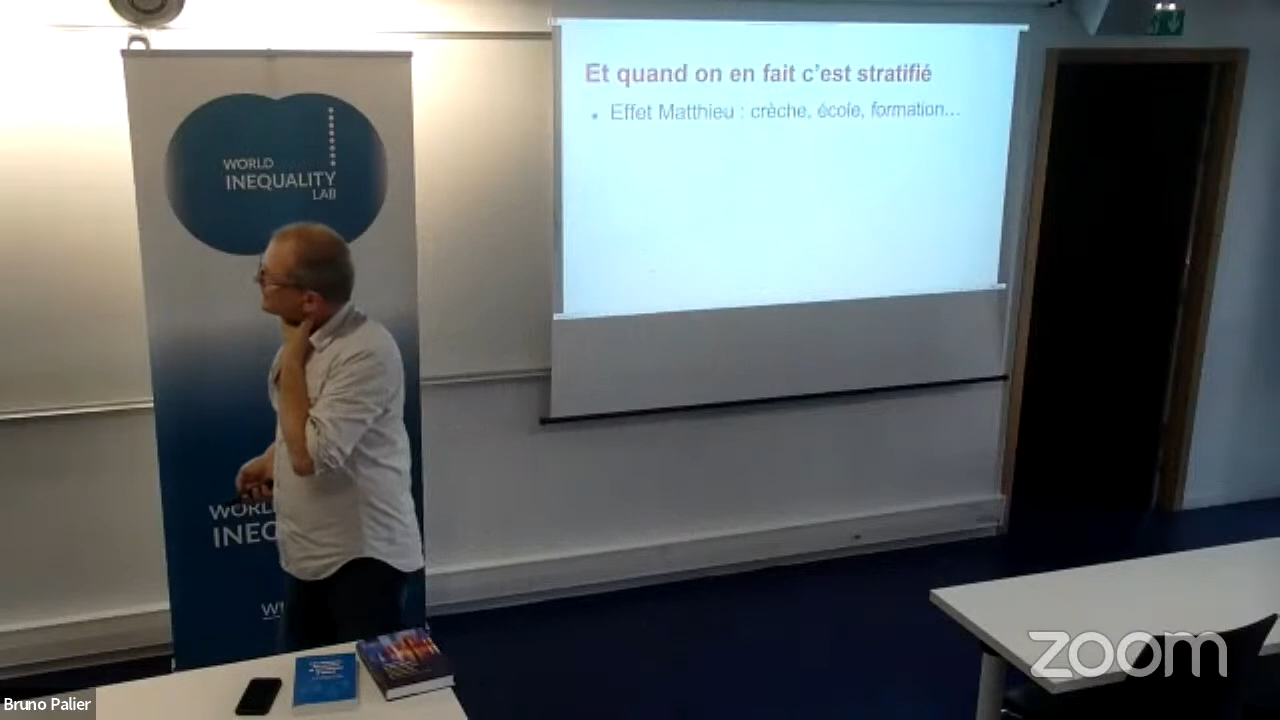 Et quand on en fait c’est stratifié
• Effet Matthieu : crèche, école, formation…
WORLD
INEQUALITY
LAB
WORL
INEQ
Bruno Palier
zoom